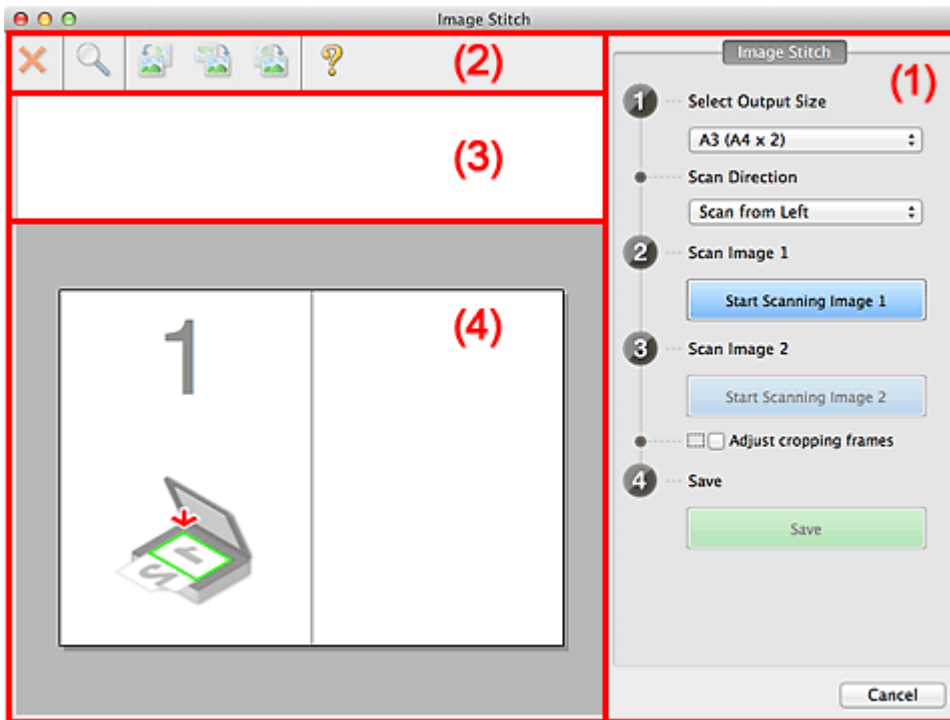 Image Stitch
(2)
(3)
(4)
1
Image Stitch
(1)
1 Select Output Size
A3 (A4 x 2)
Scan Direction
Scan from Left
2 Scan Image 1
Start Scanning Image 1
3 Scan Image 2
Start Scanning Image 2
Adjust cropping frames
4 Save
Save
Cancel